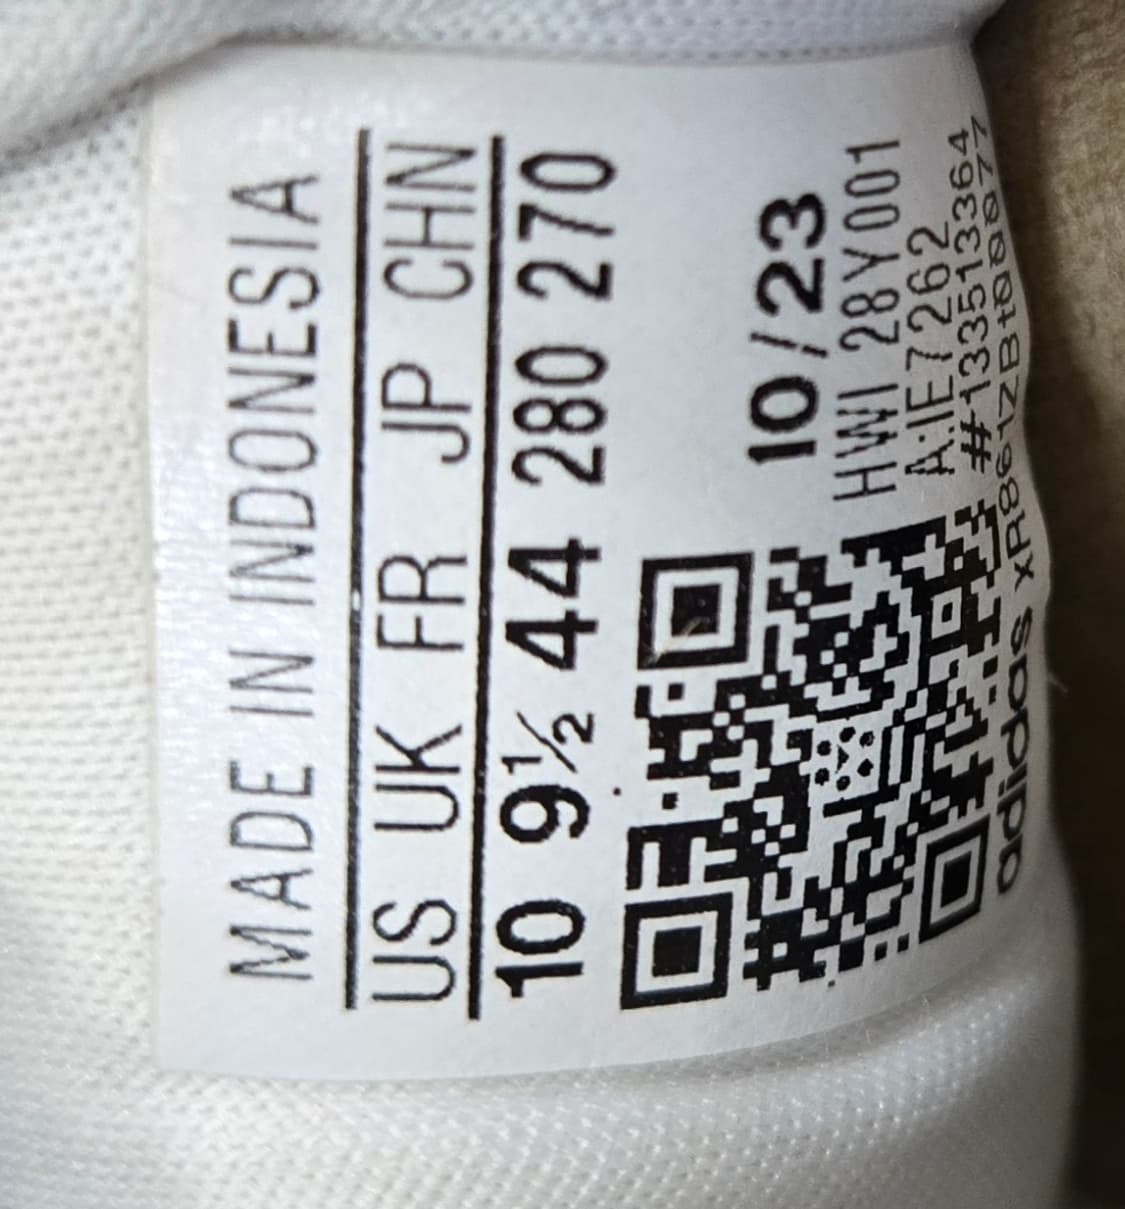 MADE IN INDONESIA
US UK FR JP CHN
10 9½ 44 280 270
10/23
HWI 28Y001
A:IE7262
#133513364
adidas xR861ZBt000077